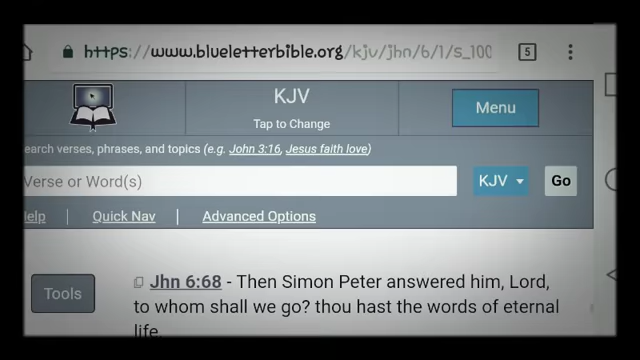 https://www.blueletterbible.org/kjv/jhn/6/1/s_100
5
KJV
Tap to Change
Menu
earch verses, phrases, and topics (e.g. John 3:16, Jesus faith love)
Verse or Word(s)
KJV
Go
elp | Quick Nav | Advanced Options
Tools
Jhn 6:68 - Then Simon Peter answered him, Lord,
to whom shall we go? thou hast the words of eternal
life.